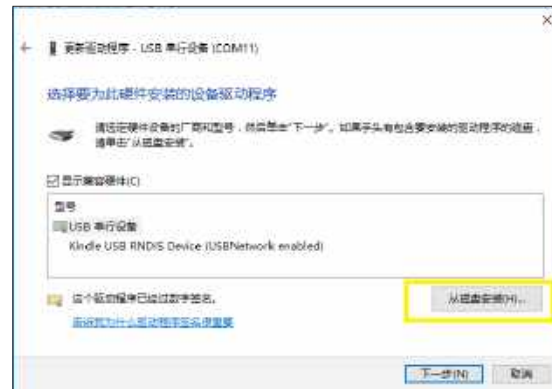 更新驱动程序 - USB 串行设备 (COM11)
选择要为此硬件安装的设备驱动程序
请选定硬件设备的厂商和型号，然后单击"下一步"。如果手头有包含要安装的驱动程序的磁盘，
请单击"从磁盘安装"。
显示兼容硬件(C)
型号
USB 串行设备
Kindle USB RNDIS Device (USBNetwork enabled)
这个驱动程序已经过数字签名。
从磁盘安装(H)...
告诉我为什么驱动程序签名很重要
下一步(N)
取消